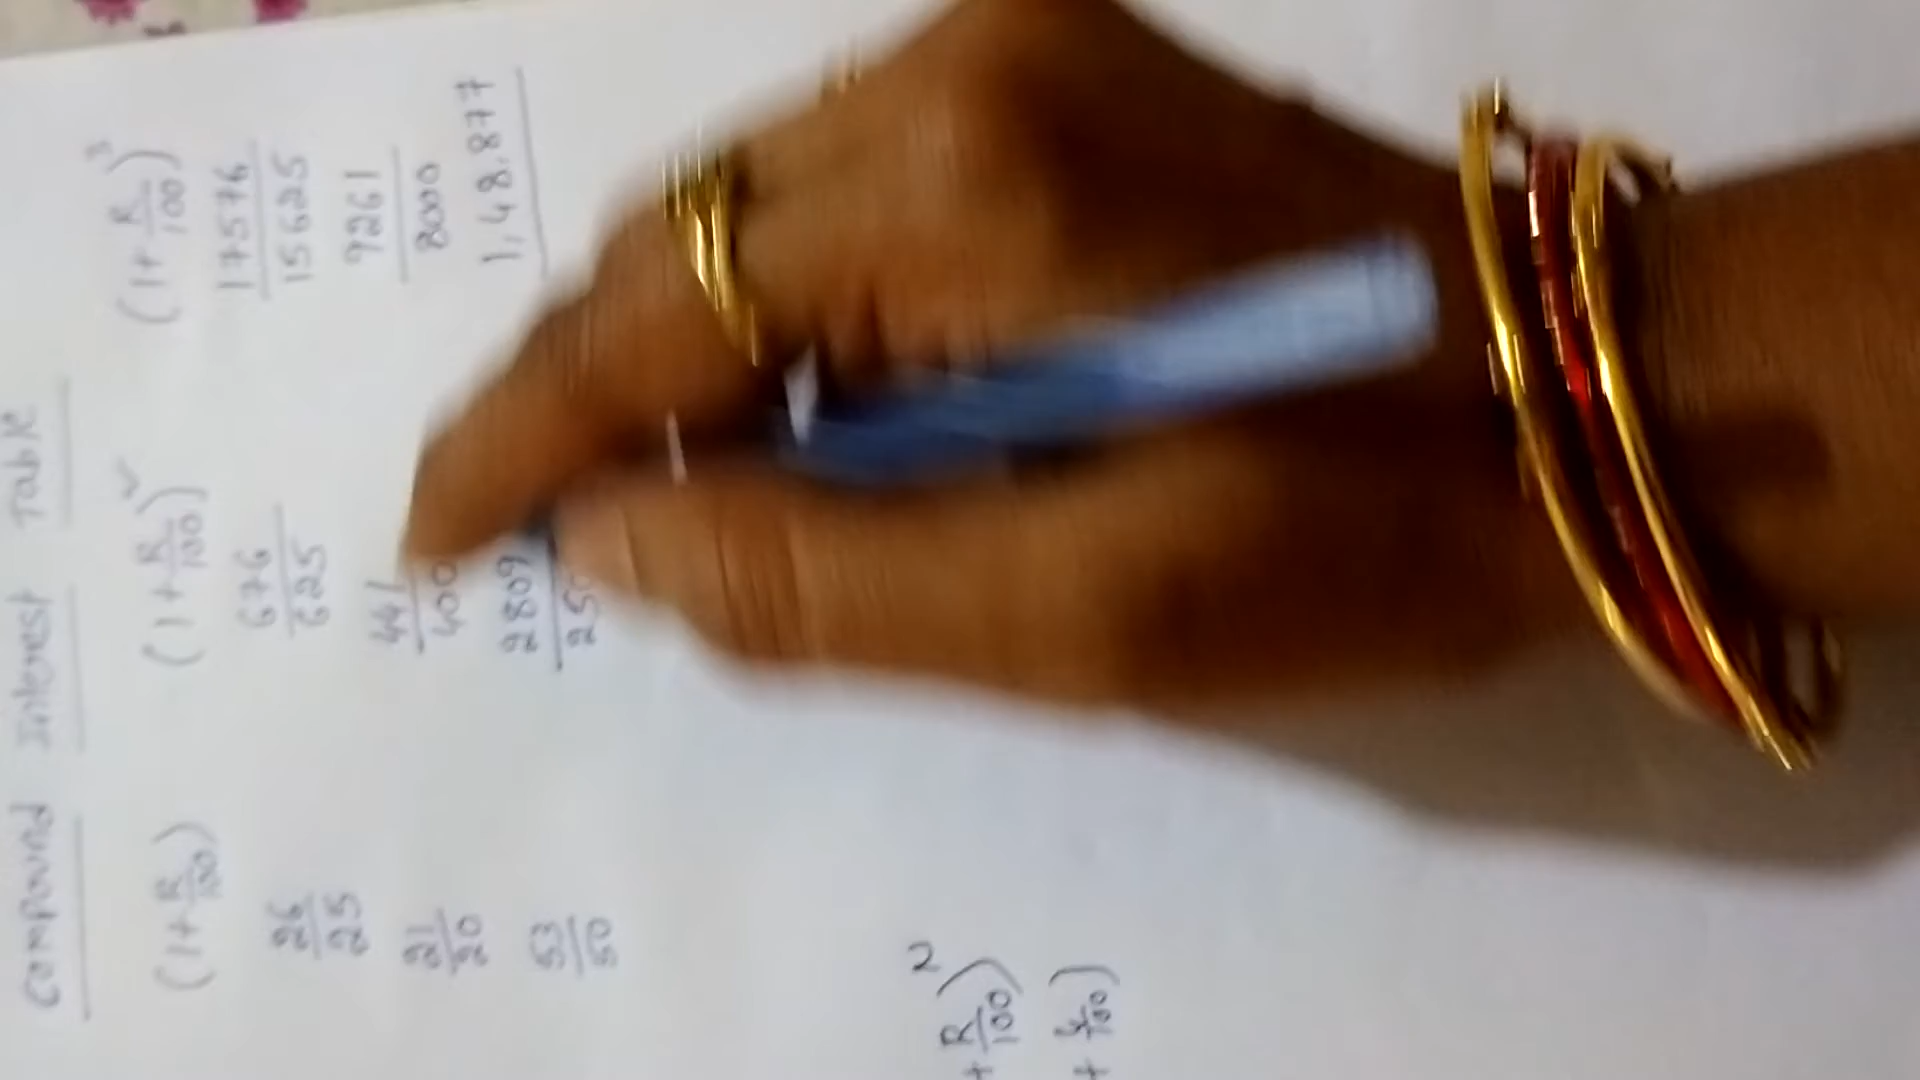 Compound Interest Table
(1+R/100) (1+R/100)² (1+R/100)³
26/25 676/625 17576/15625
21/20 441/400 9261/8000
53/50 2809/25 1,48,877
+R/100)²
+R/100)